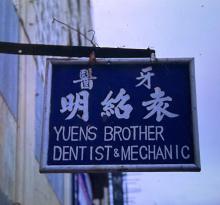 牙醫
袁紹明
YUENS BROTHER
DENTIST & MECHANIC